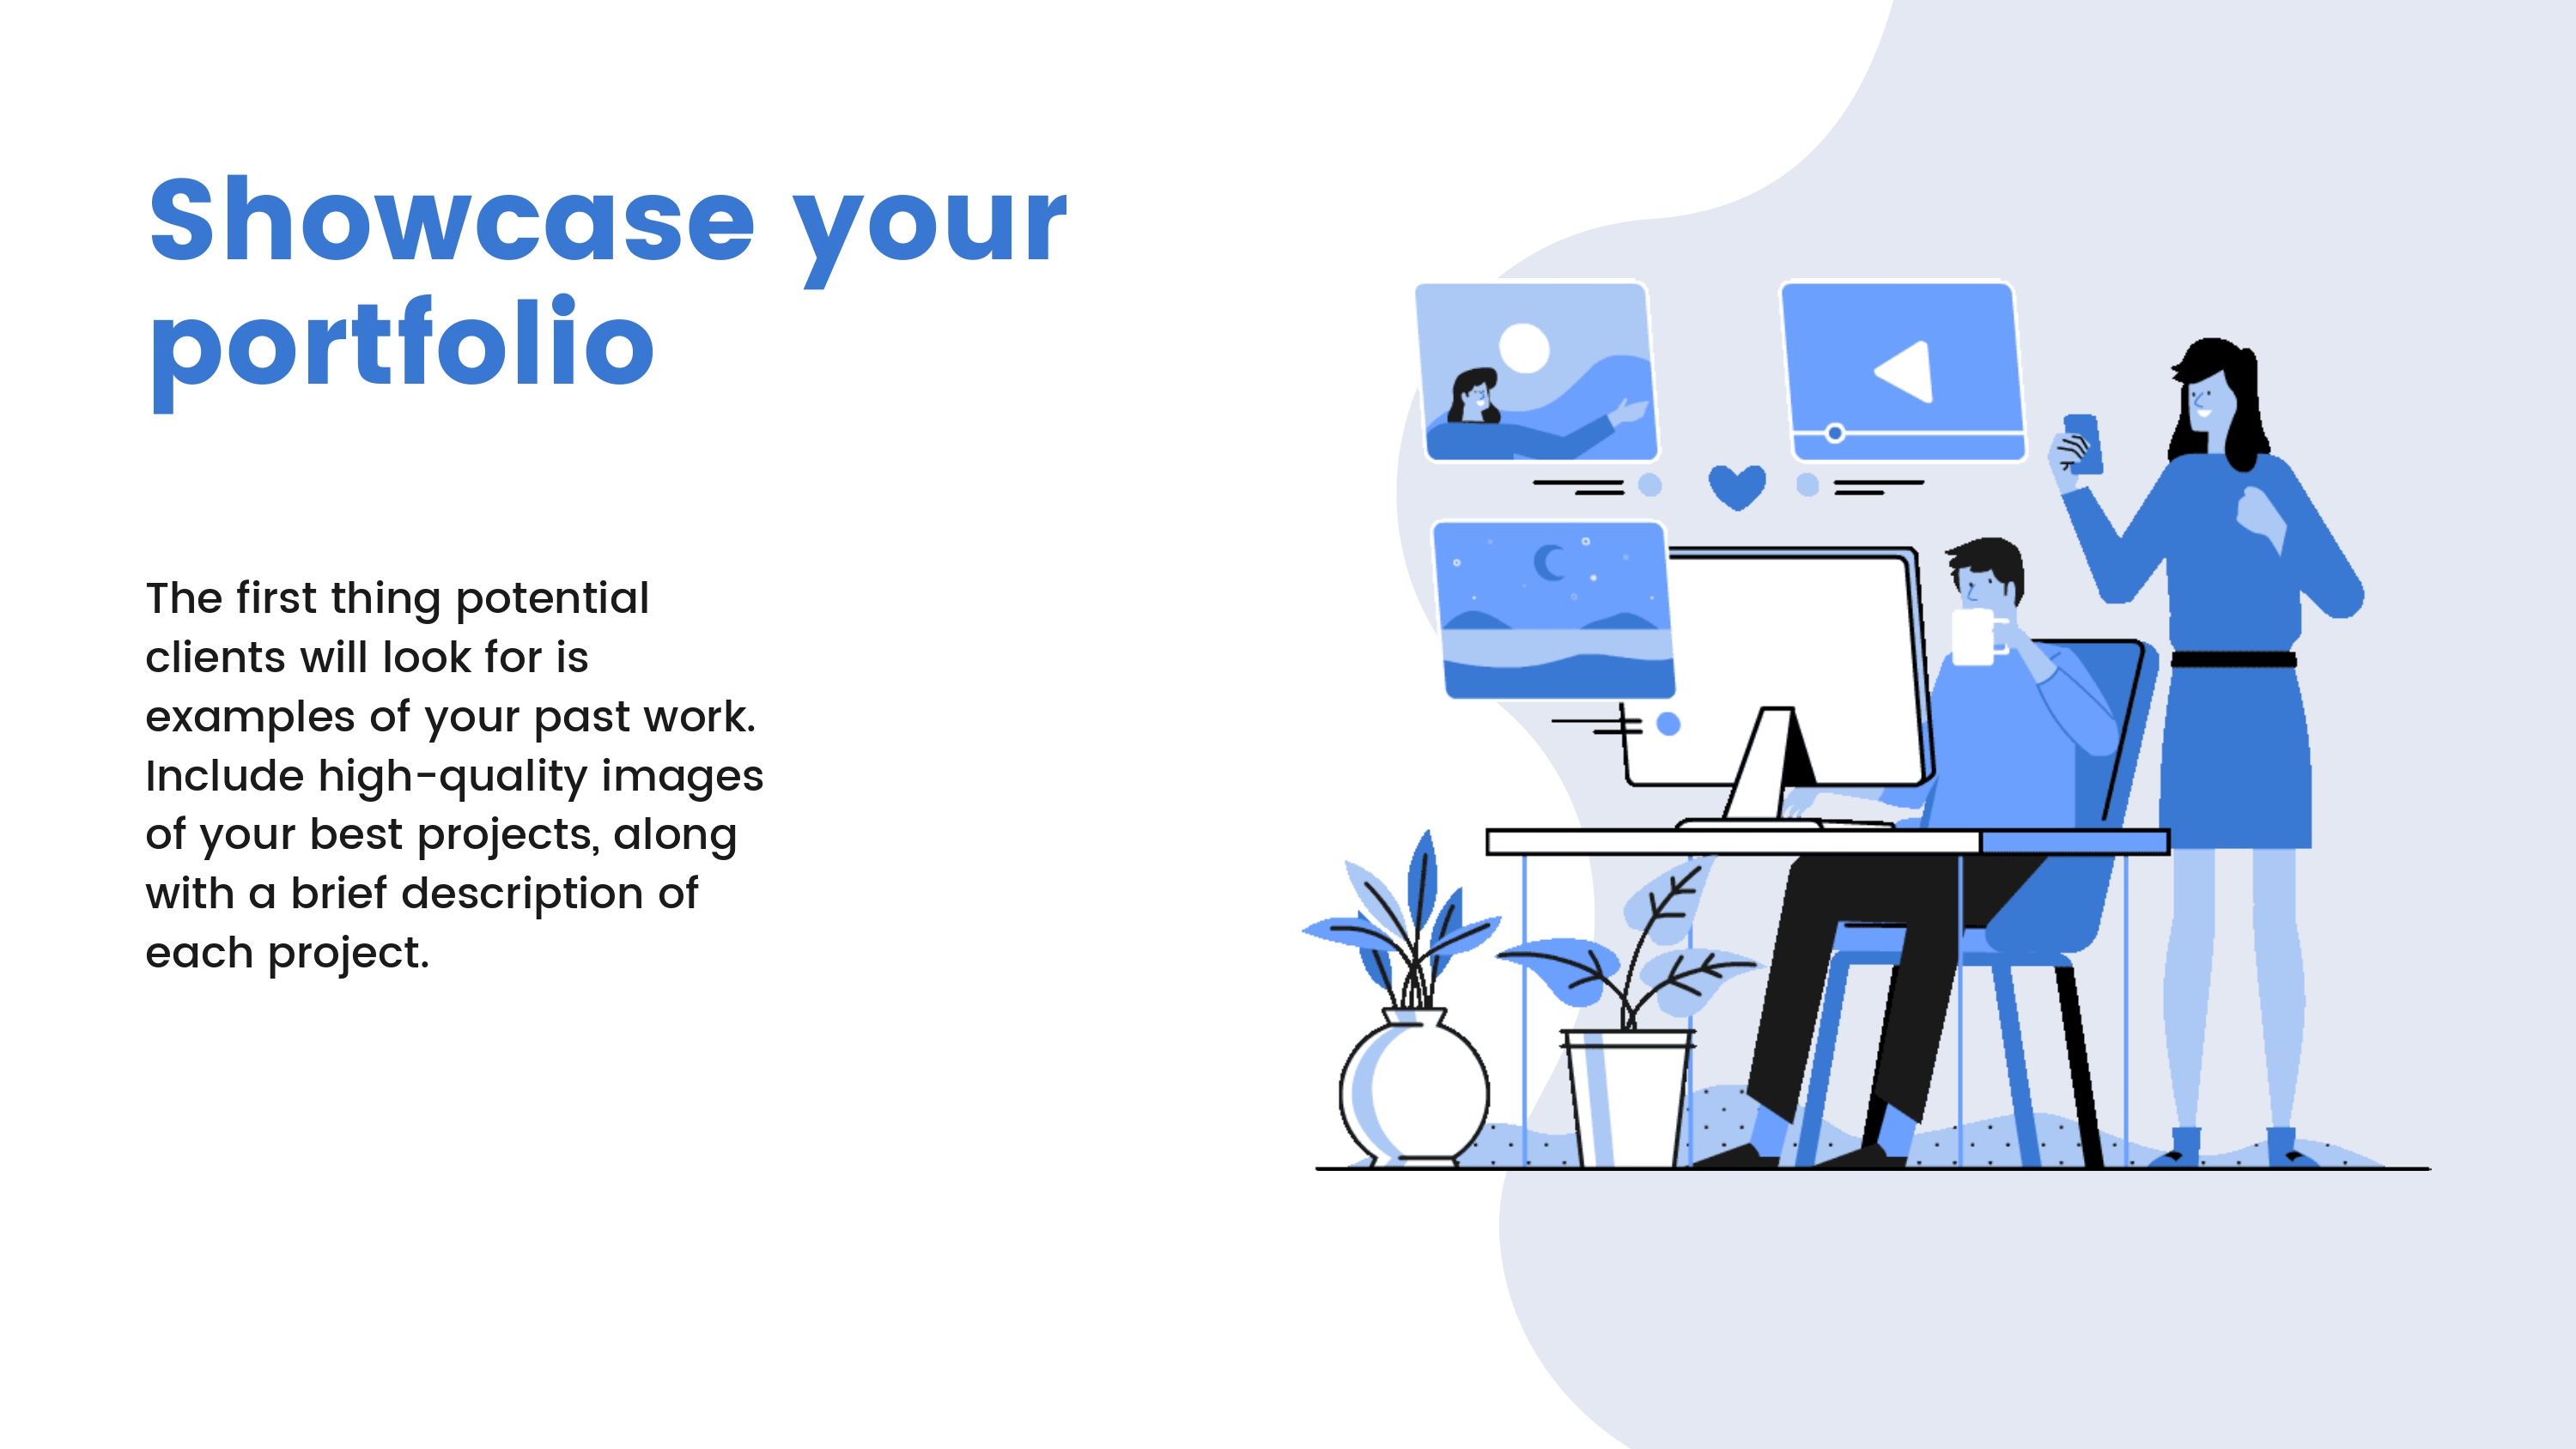 Showcase your
portfolio
The first thing potential
clients will look for is
examples of your past work.
Include high-quality images
of your best projects, along
with a brief description of
each project.